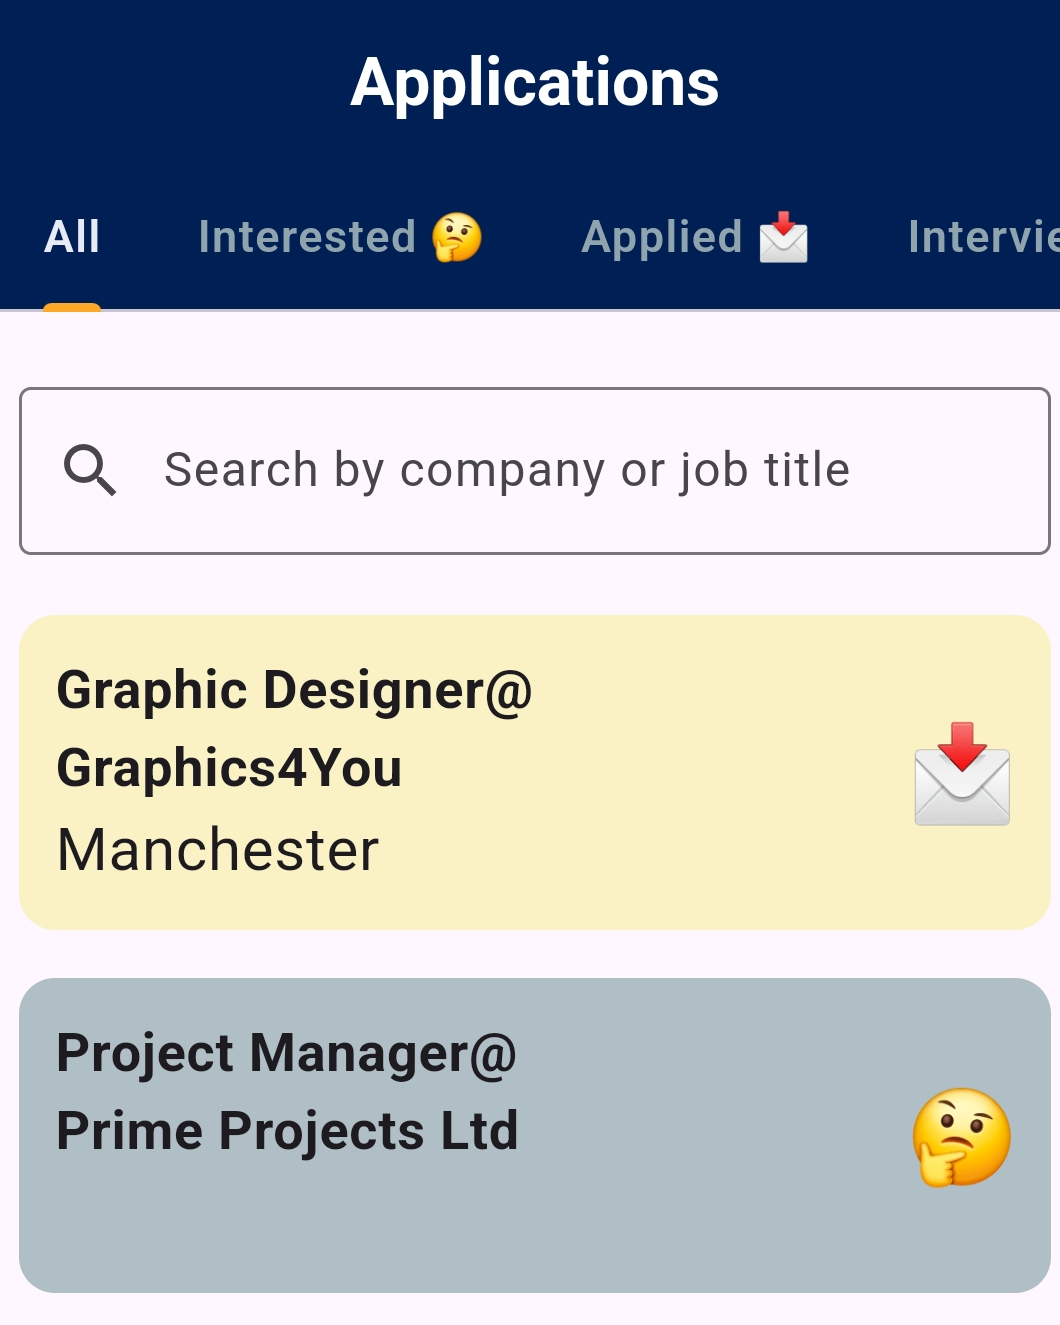 Applications
All Interested 🤔 Applied 📩 Intervie
Search by company or job title
Graphic Designer@
Graphics4You
Manchester
Project Manager@
Prime Projects Ltd